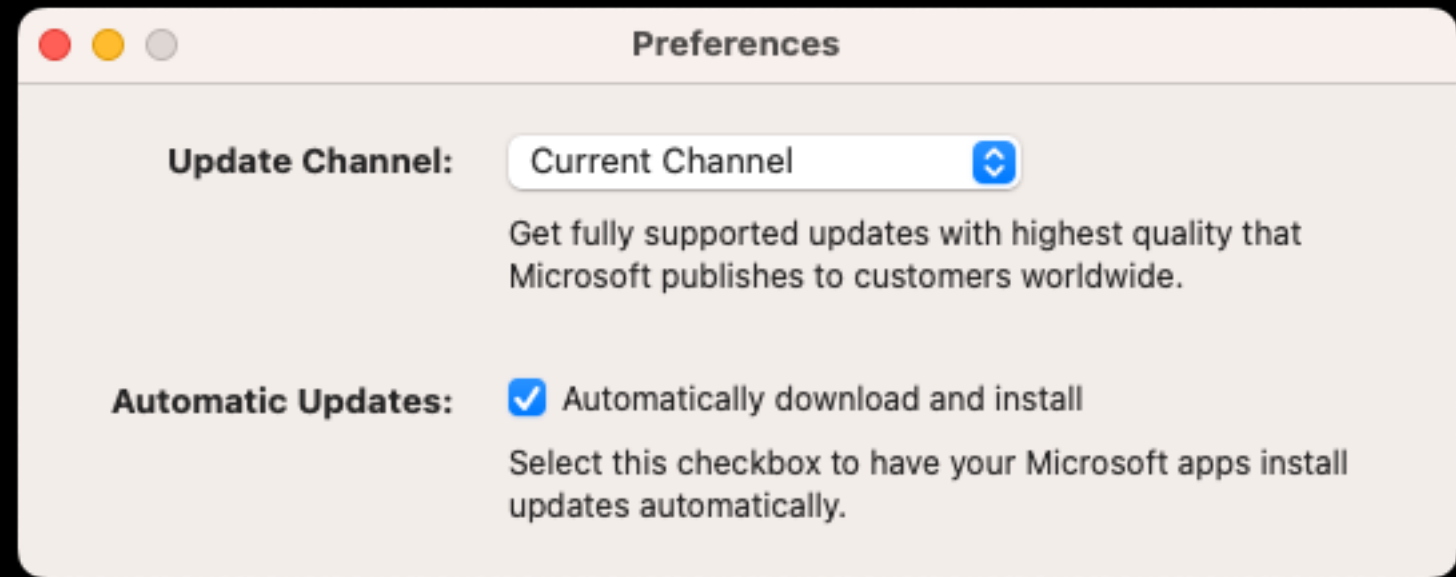 Preferences
Update Channel: Current Channel
Get fully supported updates with highest quality that
Microsoft publishes to customers worldwide.
Automatic Updates: Automatically download and install
Select this checkbox to have your Microsoft apps install
updates automatically.